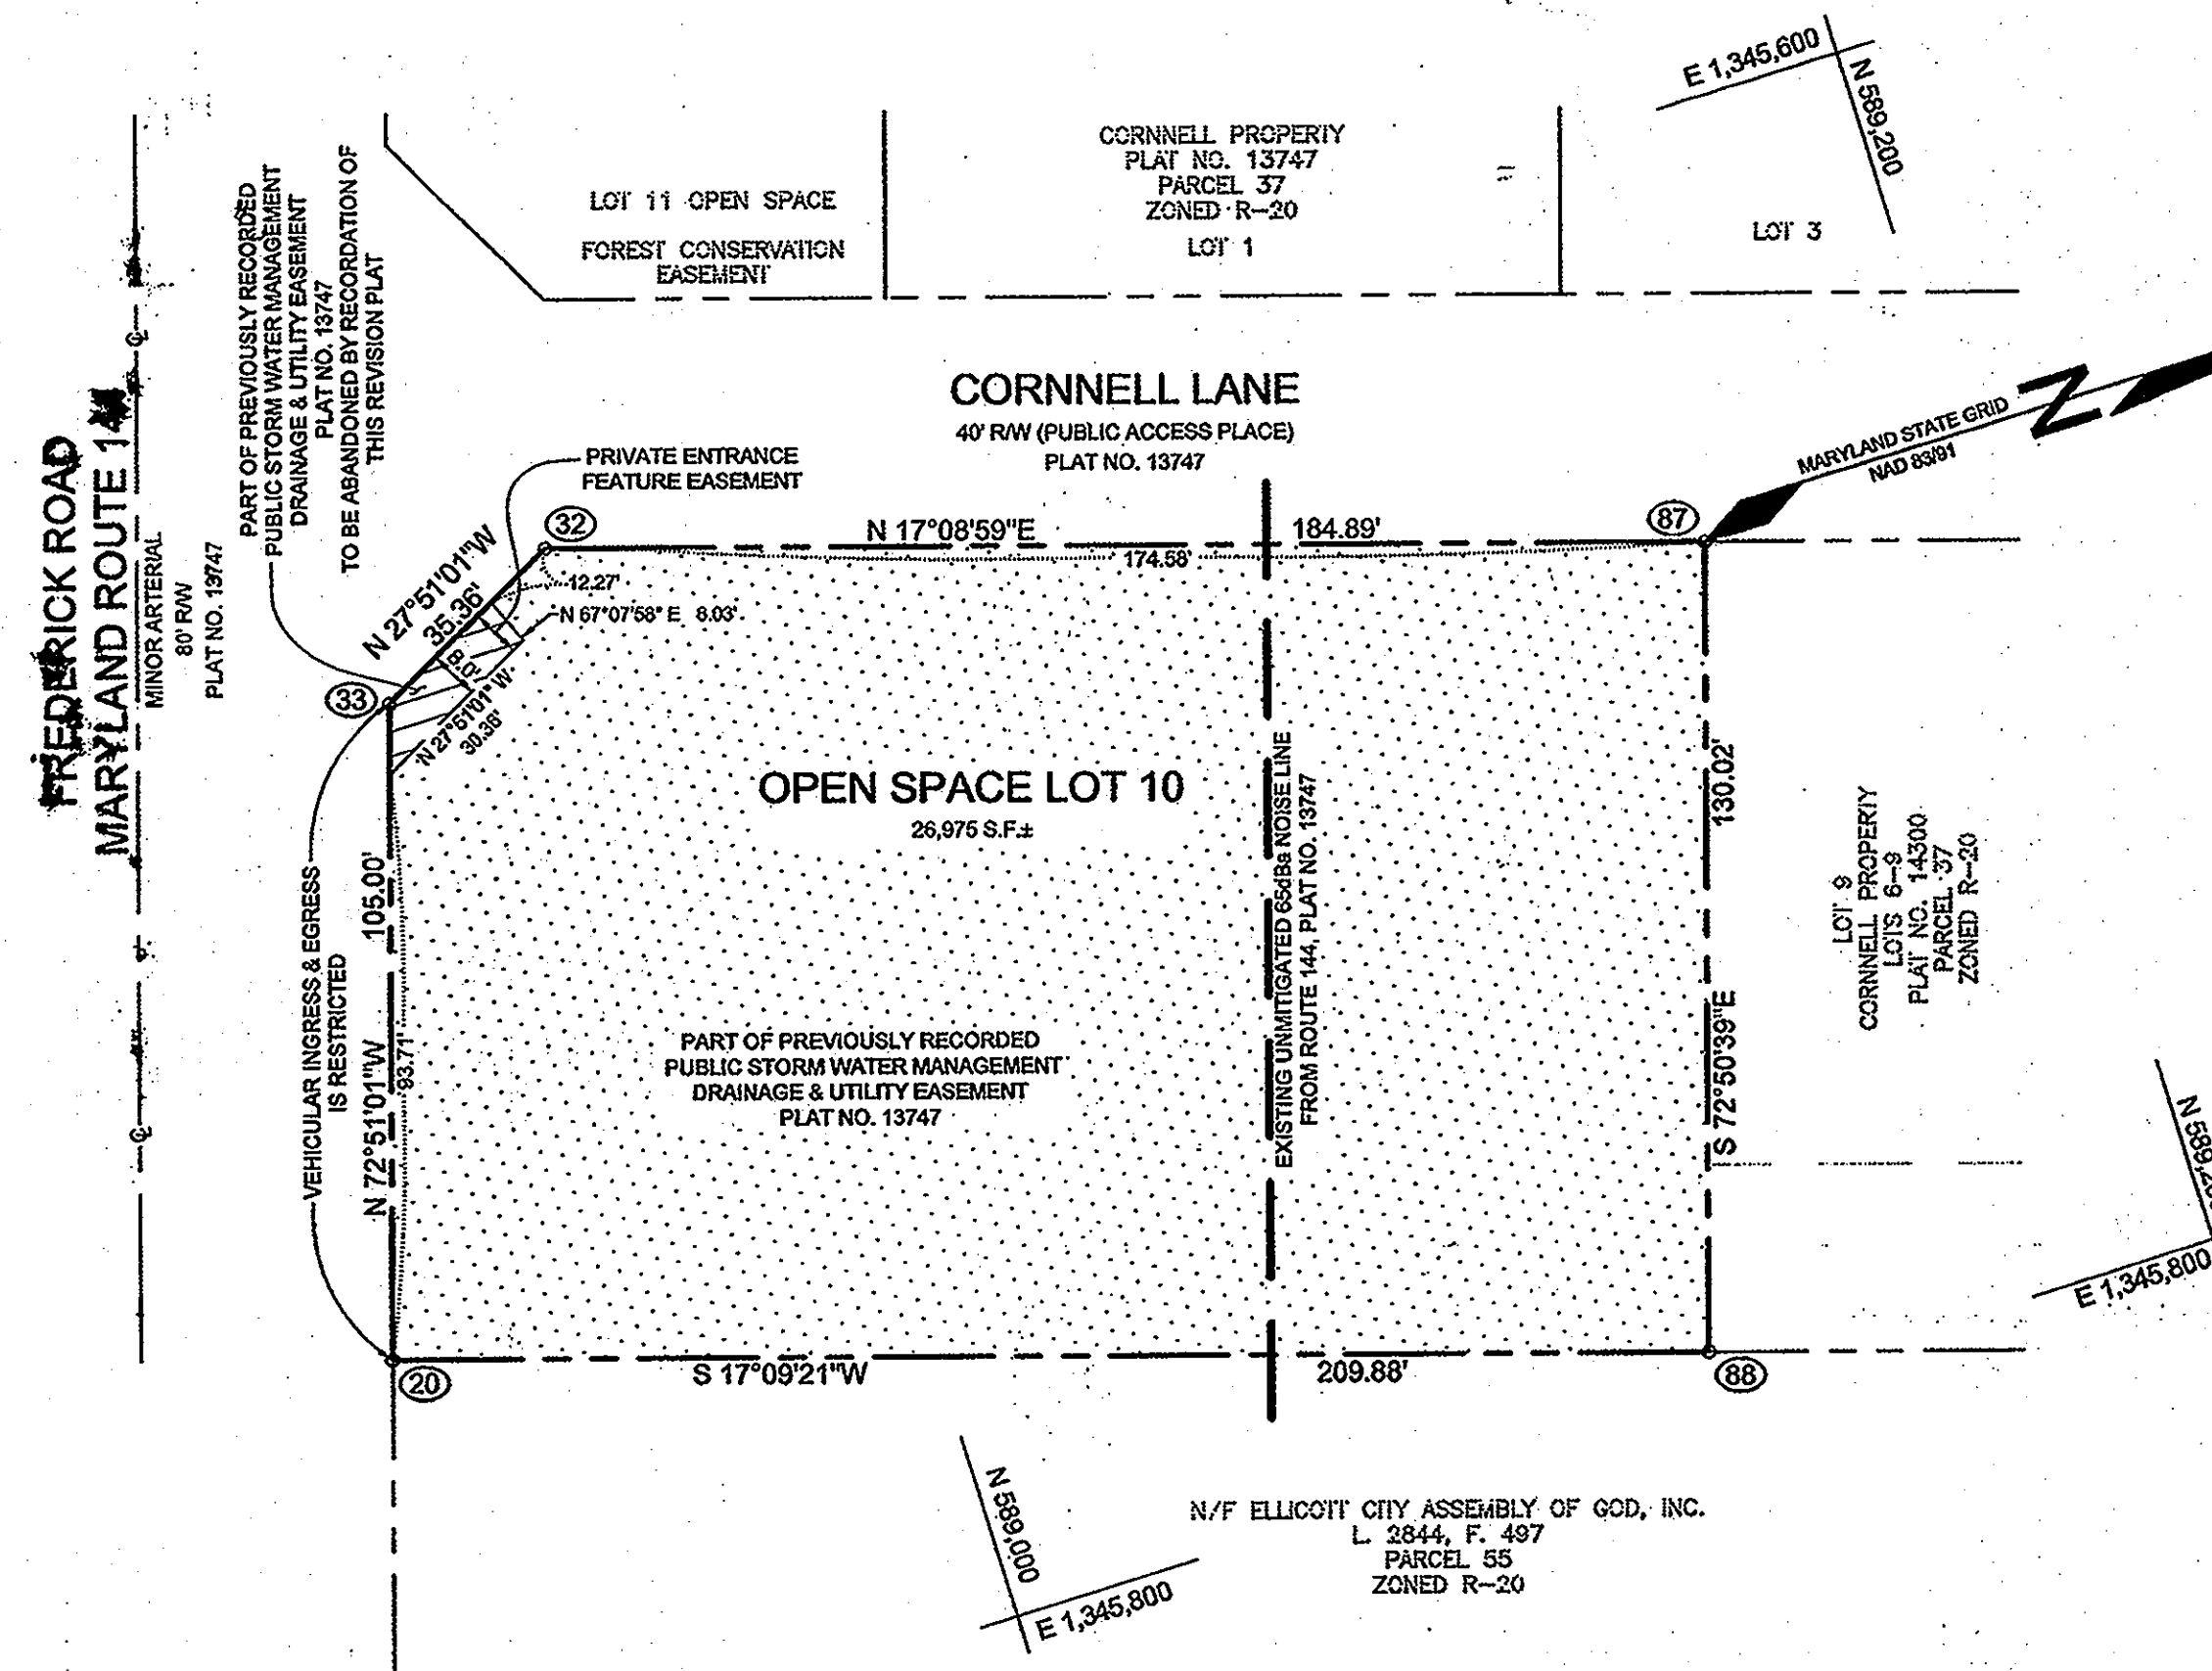 E 1,345,600
N 589,200
CORNNELL PROPERTY
PLAT NO. 13747
PARCEL 37
ZONED R-20
LOT 1
LOT 3
LOT 11 OPEN SPACE
FOREST CONSERVATION
EASEMENT
PART OF PREVIOUSLY RECORDED
PUBLIC STORM WATER MANAGEMENT
DRAINAGE & UTILITY EASEMENT
PLAT NO. 13747
TO BE ABANDONED BY RECORDATION OF
THIS REVISION PLAT
FREDERICK ROAD
MARYLAND ROUTE 144
MINOR ARTERIAL
80' R/W
PLAT NO. 13747
CORNNELL LANE
40' R/W (PUBLIC ACCESS PLACE)
PLAT NO. 13747
PRIVATE ENTRANCE
FEATURE EASEMENT
MARYLAND STATE GRID
NAD 83/91
N
32
N 17°08'59"E
184.89'
87
174.58'
12.27'
N 67°07'58" E 8.03'
N 27°51'01"W
35.36'
8.0'
N 27°51'01" W
30.36'
33
OPEN SPACE LOT 10
26,975 S.F.±
EXISTING UNMITIGATED 65dBa NOISE LINE
FROM ROUTE 144, PLAT NO. 13747
130.02'
S 72°50'39"E
LOT 9
CORNNELL PROPERTY
LOTS 6-9
PLAT NO. 14300
PARCEL 37
ZONED R-20
VEHICULAR INGRESS & EGRESS
IS RESTRICTED
105.00'
N 72°51'01"W
93.71'
PART OF PREVIOUSLY RECORDED
PUBLIC STORM WATER MANAGEMENT
DRAINAGE & UTILITY EASEMENT
PLAT NO. 13747
20
S 17°09'21"W
209.88'
88
E 1,345,800
N 589,000
E 1,345,800
N/F ELLICOTT CITY ASSEMBLY OF GOD, INC.
L. 2844, F. 497
PARCEL 55
ZONED R-20